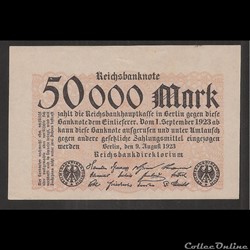 Reichsbanknote
50000 Mark
zahlt die Reichsbankhauptkasse in Berlin gegen diese
Banknote dem Einlieferer. Vom 1. September 1923 ab
kann diese Banknote aufgerufen und unter Umtausch
gegen andere gesetzliche Zahlungsmittel eingezogen
werden
Berlin, den 9. August 1923
Reichsbankdirektorium
ColleConline